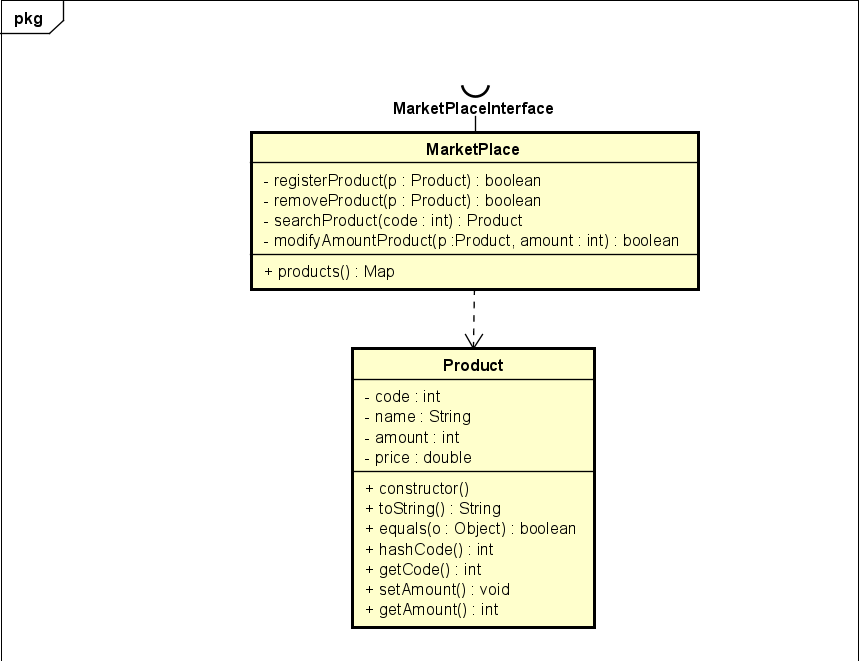 pkg
MarketPlaceInterface
MarketPlace
- registerProduct(p : Product) : boolean
- removeProduct(p : Product) : boolean
- searchProduct(code : int) : Product
- modifyAmountProduct(p :Product, amount : int) : boolean
+ products() : Map
Product
- code : int
- name : String
- amount : int
- price : double
+ constructor()
+ toString() : String
+ equals(o : Object) : boolean
+ hashCode() : int
+ getCode() : int
+ setAmount() : void
+ getAmount() : int